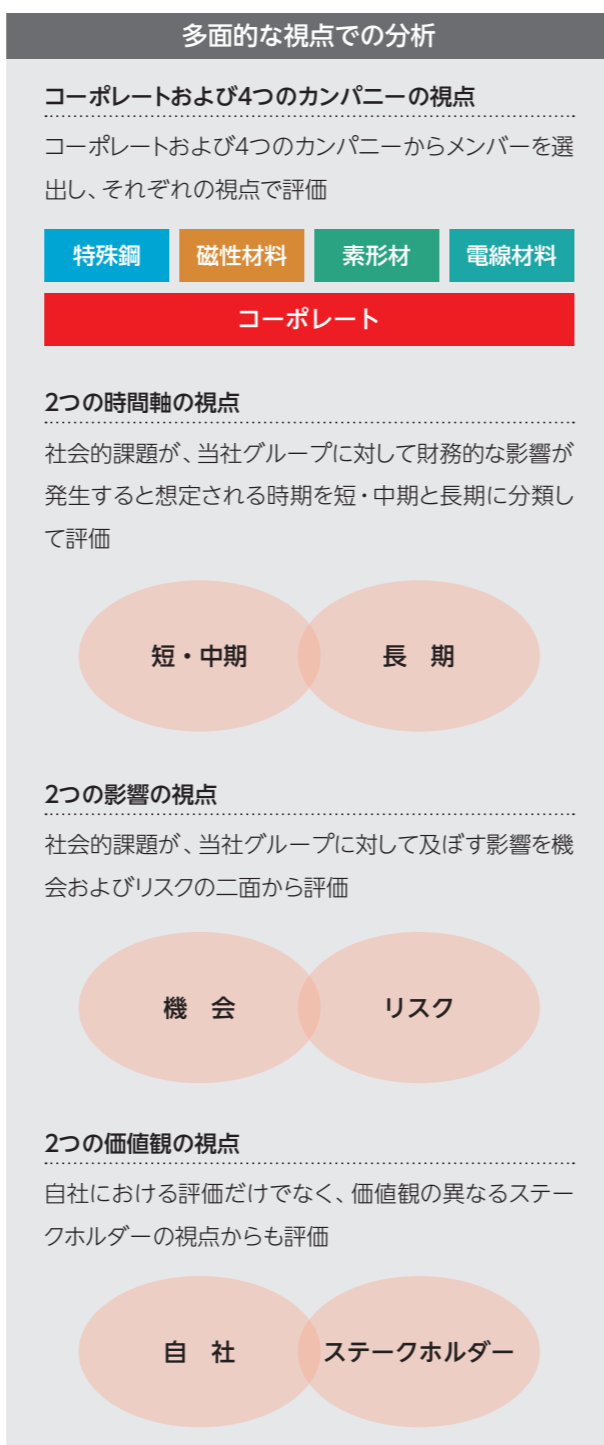 多面的な視点での分析
コーポレートおよび4つのカンパニーの視点
コーポレートおよび4つのカンパニーからメンバーを選
出し、それぞれの視点で評価
特殊鋼 磁性材料 素形材 電線材料
コーポレート
2つの時間軸の視点
社会的課題が、当社グループに対して財務的な影響が
発生すると想定される時期を短・中期と長期に分類し
て評価
短・中期 長　期
2つの影響の視点
社会的課題が、当社グループに対して及ぼす影響を機
会およびリスクの二面から評価
機　会 リスク
2つの価値観の視点
自社における評価だけでなく、価値観の異なるステー
クホルダーの視点からも評価
自　社 ステークホルダー